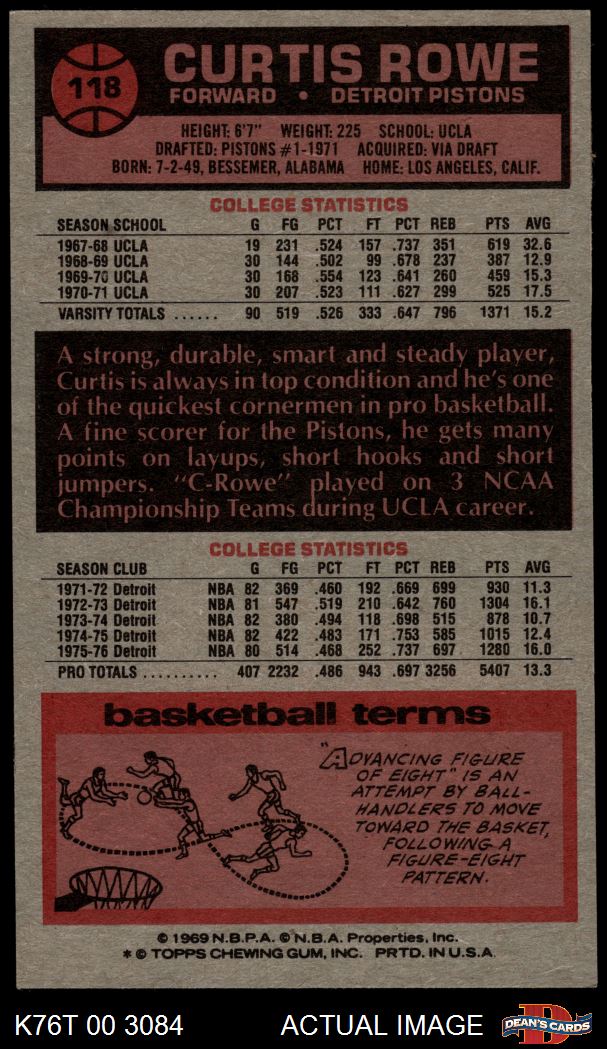 118
CURTIS ROWE
FORWARD • DETROIT PISTONS
HEIGHT: 6'7" WEIGHT: 225 SCHOOL: UCLA
DRAFTED: PISTONS #1-1971 ACQUIRED: VIA DRAFT
BORN: 7-2-49, BESSEMER, ALABAMA HOME: LOS ANGELES, CALIF.
COLLEGE STATISTICS
SEASON SCHOOL G FG PCT FT PCT REB PTS AVG
1967-68 UCLA 19 231 .524 157 .737 351 619 32.6
1968-69 UCLA 30 144 .502 99 .678 237 387 12.9
1969-70 UCLA 30 168 .554 123 .641 260 459 15.3
1970-71 UCLA 30 207 .523 111 .627 299 525 17.5
VARSITY TOTALS ...... 90 519 .526 333 .647 796 1371 15.2
A strong, durable, smart and steady player,
Curtis is always in top condition and he's one
of the quickest cornermen in pro basketball.
A fine scorer for the Pistons, he gets many
points on layups, short hooks and short
jumpers. "C-Rowe" played on 3 NCAA
Championship Teams during UCLA career.
COLLEGE STATISTICS
SEASON CLUB G FG PCT FT PCT REB PTS AVG
1971-72 Detroit NBA 82 369 .460 192 .669 699 930 11.3
1972-73 Detroit NBA 81 547 .519 210 .642 760 1304 16.1
1973-74 Detroit NBA 82 380 .494 118 .698 515 878 10.7
1974-75 Detroit NBA 82 422 .483 171 .753 585 1015 12.4
1975-76 Detroit NBA 80 514 .468 252 .737 697 1280 16.0
PRO TOTALS .......... 407 2232 .486 943 .697 3256 5407 13.3
basketball terms
"ADVANCING FIGURE
OF EIGHT" IS AN
ATTEMPT BY BALL-
HANDLERS TO MOVE
TOWARD THE BASKET,
FOLLOWING A
FIGURE-EIGHT
PATTERN.
© 1969 N.B.P.A. © N.B.A. Properties, Inc.
* © TOPPS CHEWING GUM, INC. PRTD. IN U.S.A.
K76T 00 3084 ACTUAL IMAGE
D
DEAN'S CARDS